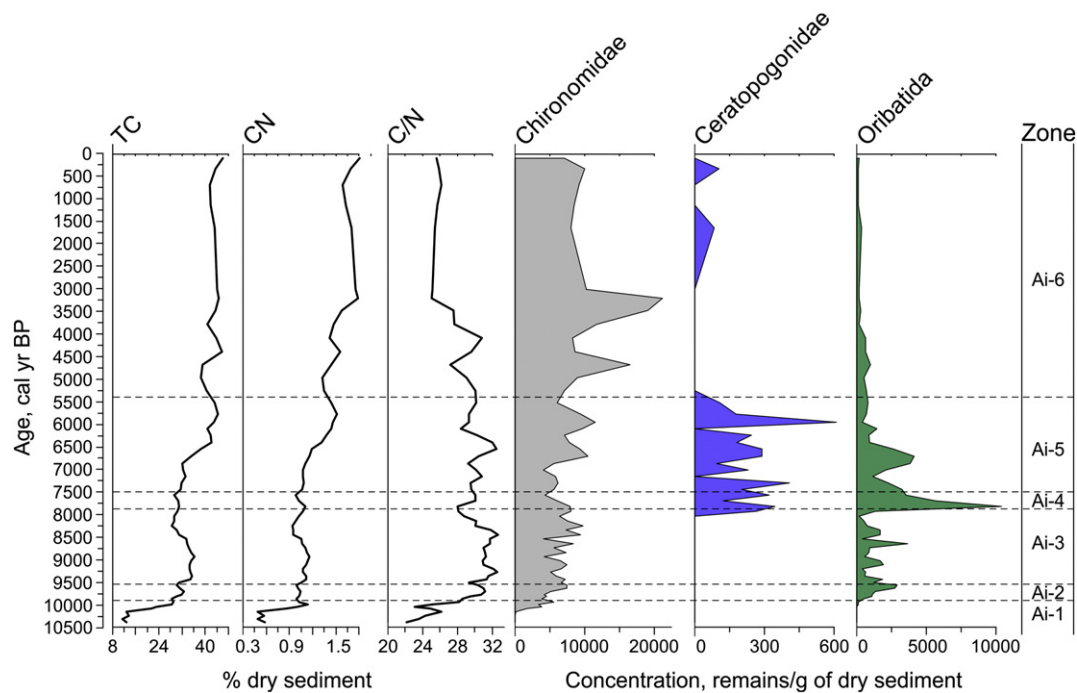 TC
CN
C/N
Chironomidae
Ceratopogonidae
Oribatida
Zone
Age, cal yr BP
0
500
1000
1500
2000
2500
3000
3500
4000
4500
5000
5500
6000
6500
7000
7500
8000
8500
9000
9500
10000
10500
Ai-6
Ai-5
Ai-4
Ai-3
Ai-2
Ai-1
8 24 40
0.3 0.9 1.5
20 24 28 32
0 10000 20000
0 300 600
0 5000 10000
% dry sediment
Concentration, remains/g of dry sediment